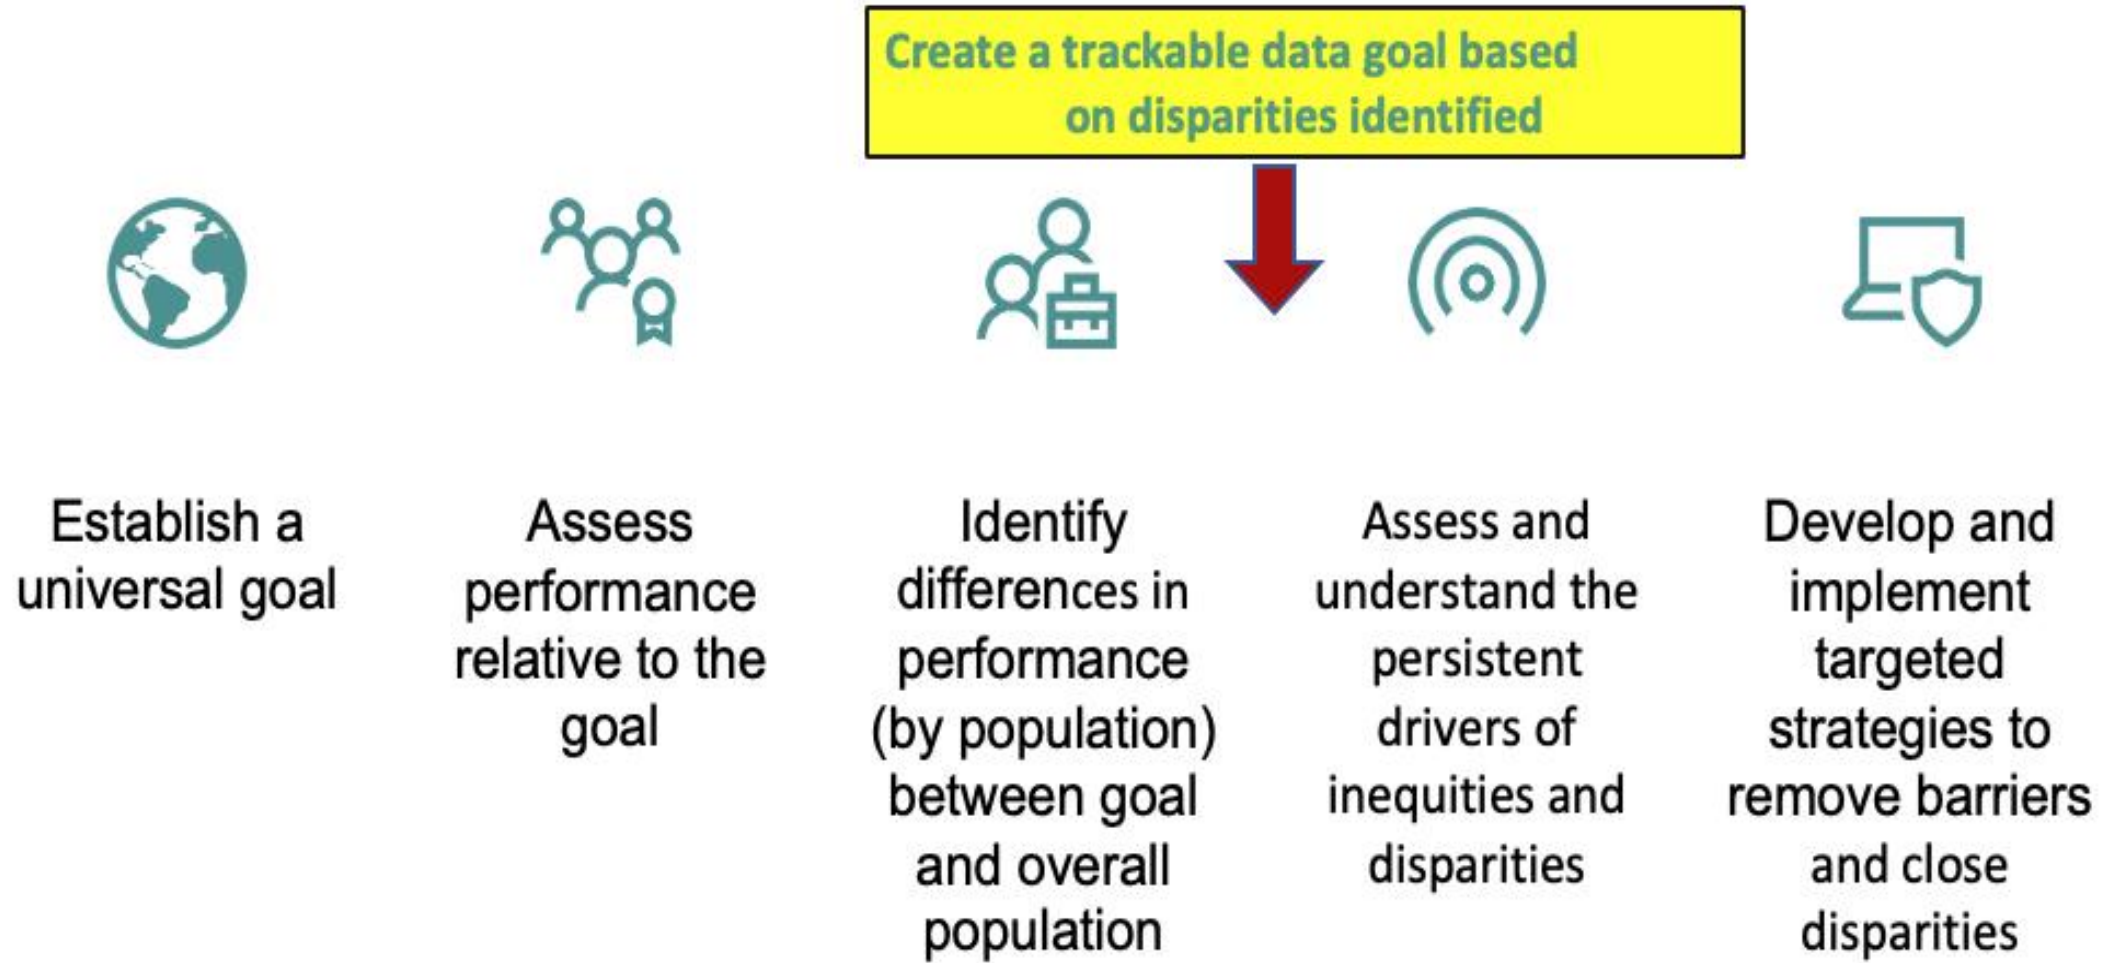 Create a trackable data goal based
on disparities identified
Establish a
universal goal
Assess
performance
relative to the
goal
Identify
differences in
performance
(by population)
between goal
and overall
population
Assess and
understand the
persistent
drivers of
inequities and
disparities
Develop and
implement
targeted
strategies to
remove barriers
and close
disparities